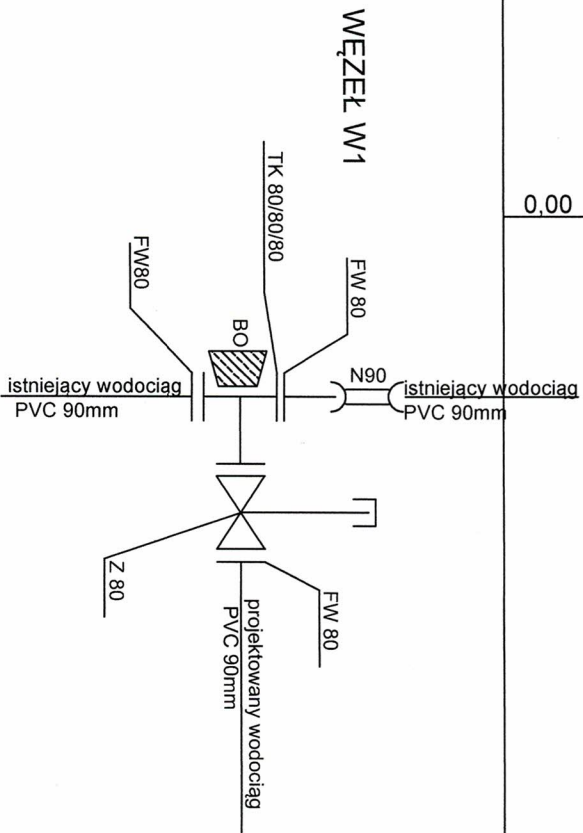 WĘZEŁ W1
0,00
TK 80/80/80
FW80
FW 80
BO
N90
istniejący wodociąg
PVC 90mm
istniejący wodociąg
PVC 90mm
Z 80
FW 80
projektowany wodociąg
PVC 90mm